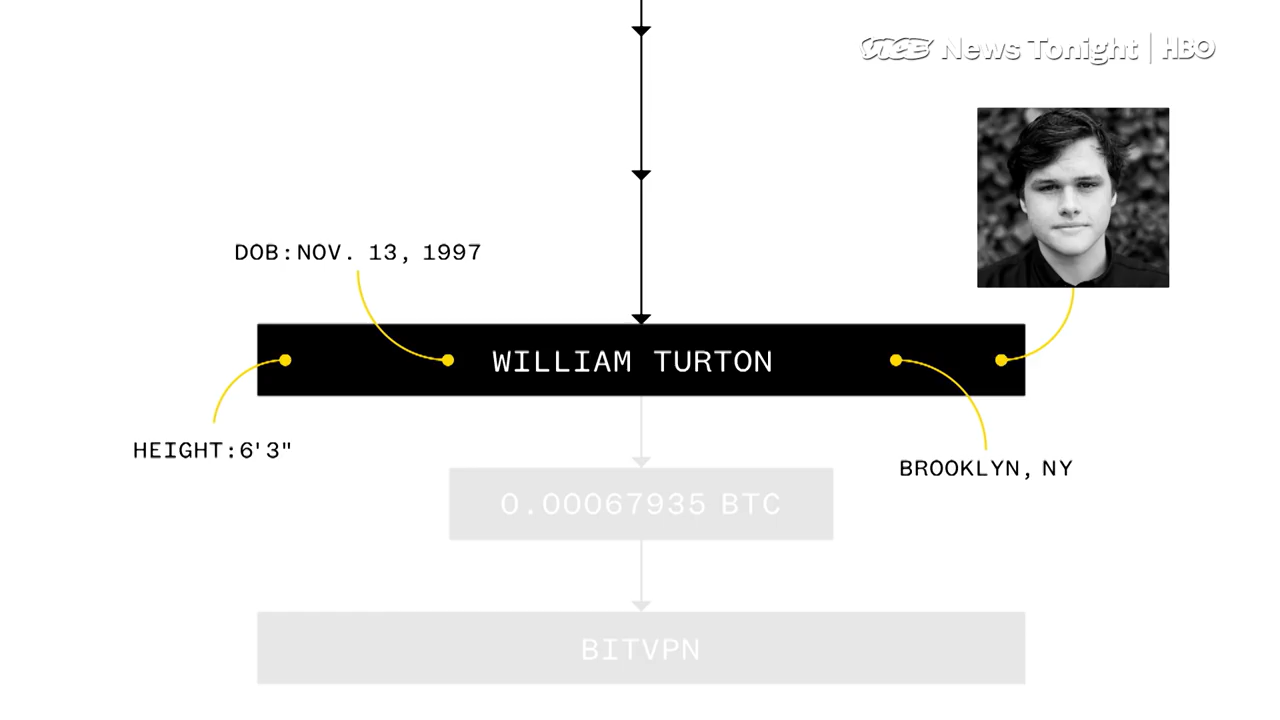 VICE News Tonight | HBO
DOB:NOV. 13, 1997
WILLIAM TURTON
HEIGHT:6'3"
BROOKLYN, NY
0.00067935 BTC
BITVPN